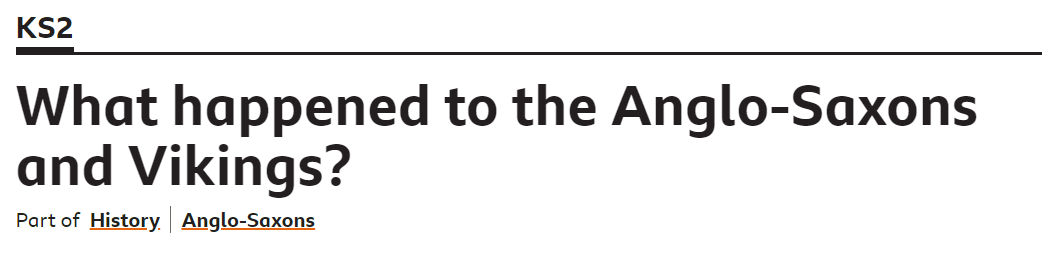 KS2
What happened to the Anglo-Saxons
and Vikings?
Part of History Anglo-Saxons